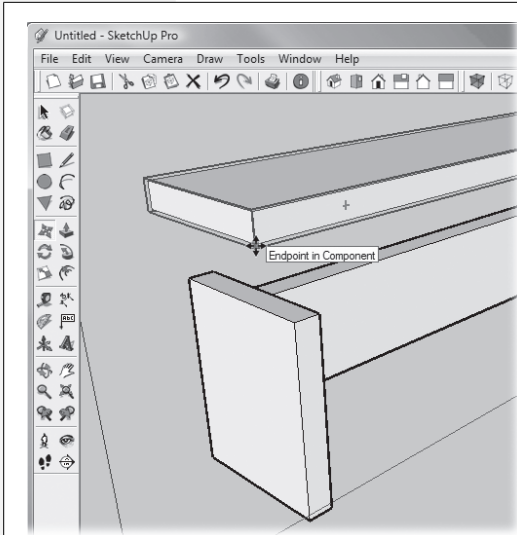 Untitled - SketchUp Pro
File Edit View Camera Draw Tools Window Help
Endpoint in Component